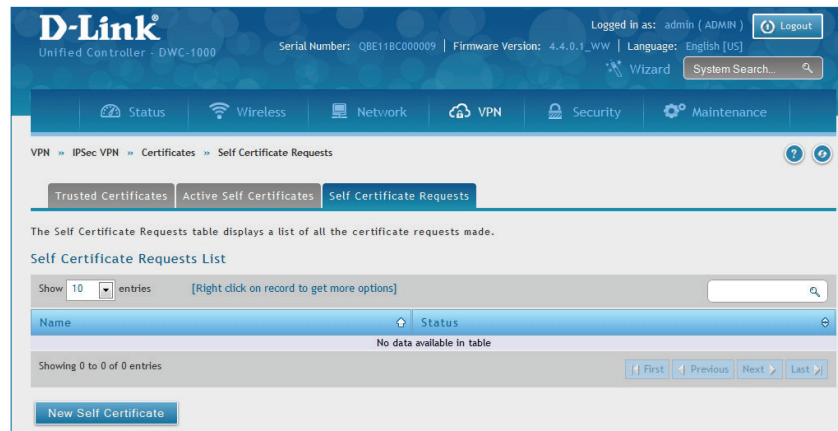 D-Link®
Unified Controller - DWC-1000
Logged in as: admin ( ADMIN ) Logout
Serial Number: QBE11BC000009 | Firmware Version: 4.4.0.1_WW | Language: English [US]
Wizard System Search...
Status Wireless Network VPN Security Maintenance
VPN » IPSec VPN » Certificates » Self Certificate Requests
Trusted Certificates Active Self Certificates Self Certificate Requests
The Self Certificate Requests table displays a list of all the certificate requests made.
Self Certificate Requests List
Show 10 entries [Right click on record to get more options]
Name Status
No data available in table
Showing 0 to 0 of 0 entries First Previous Next Last
New Self Certificate